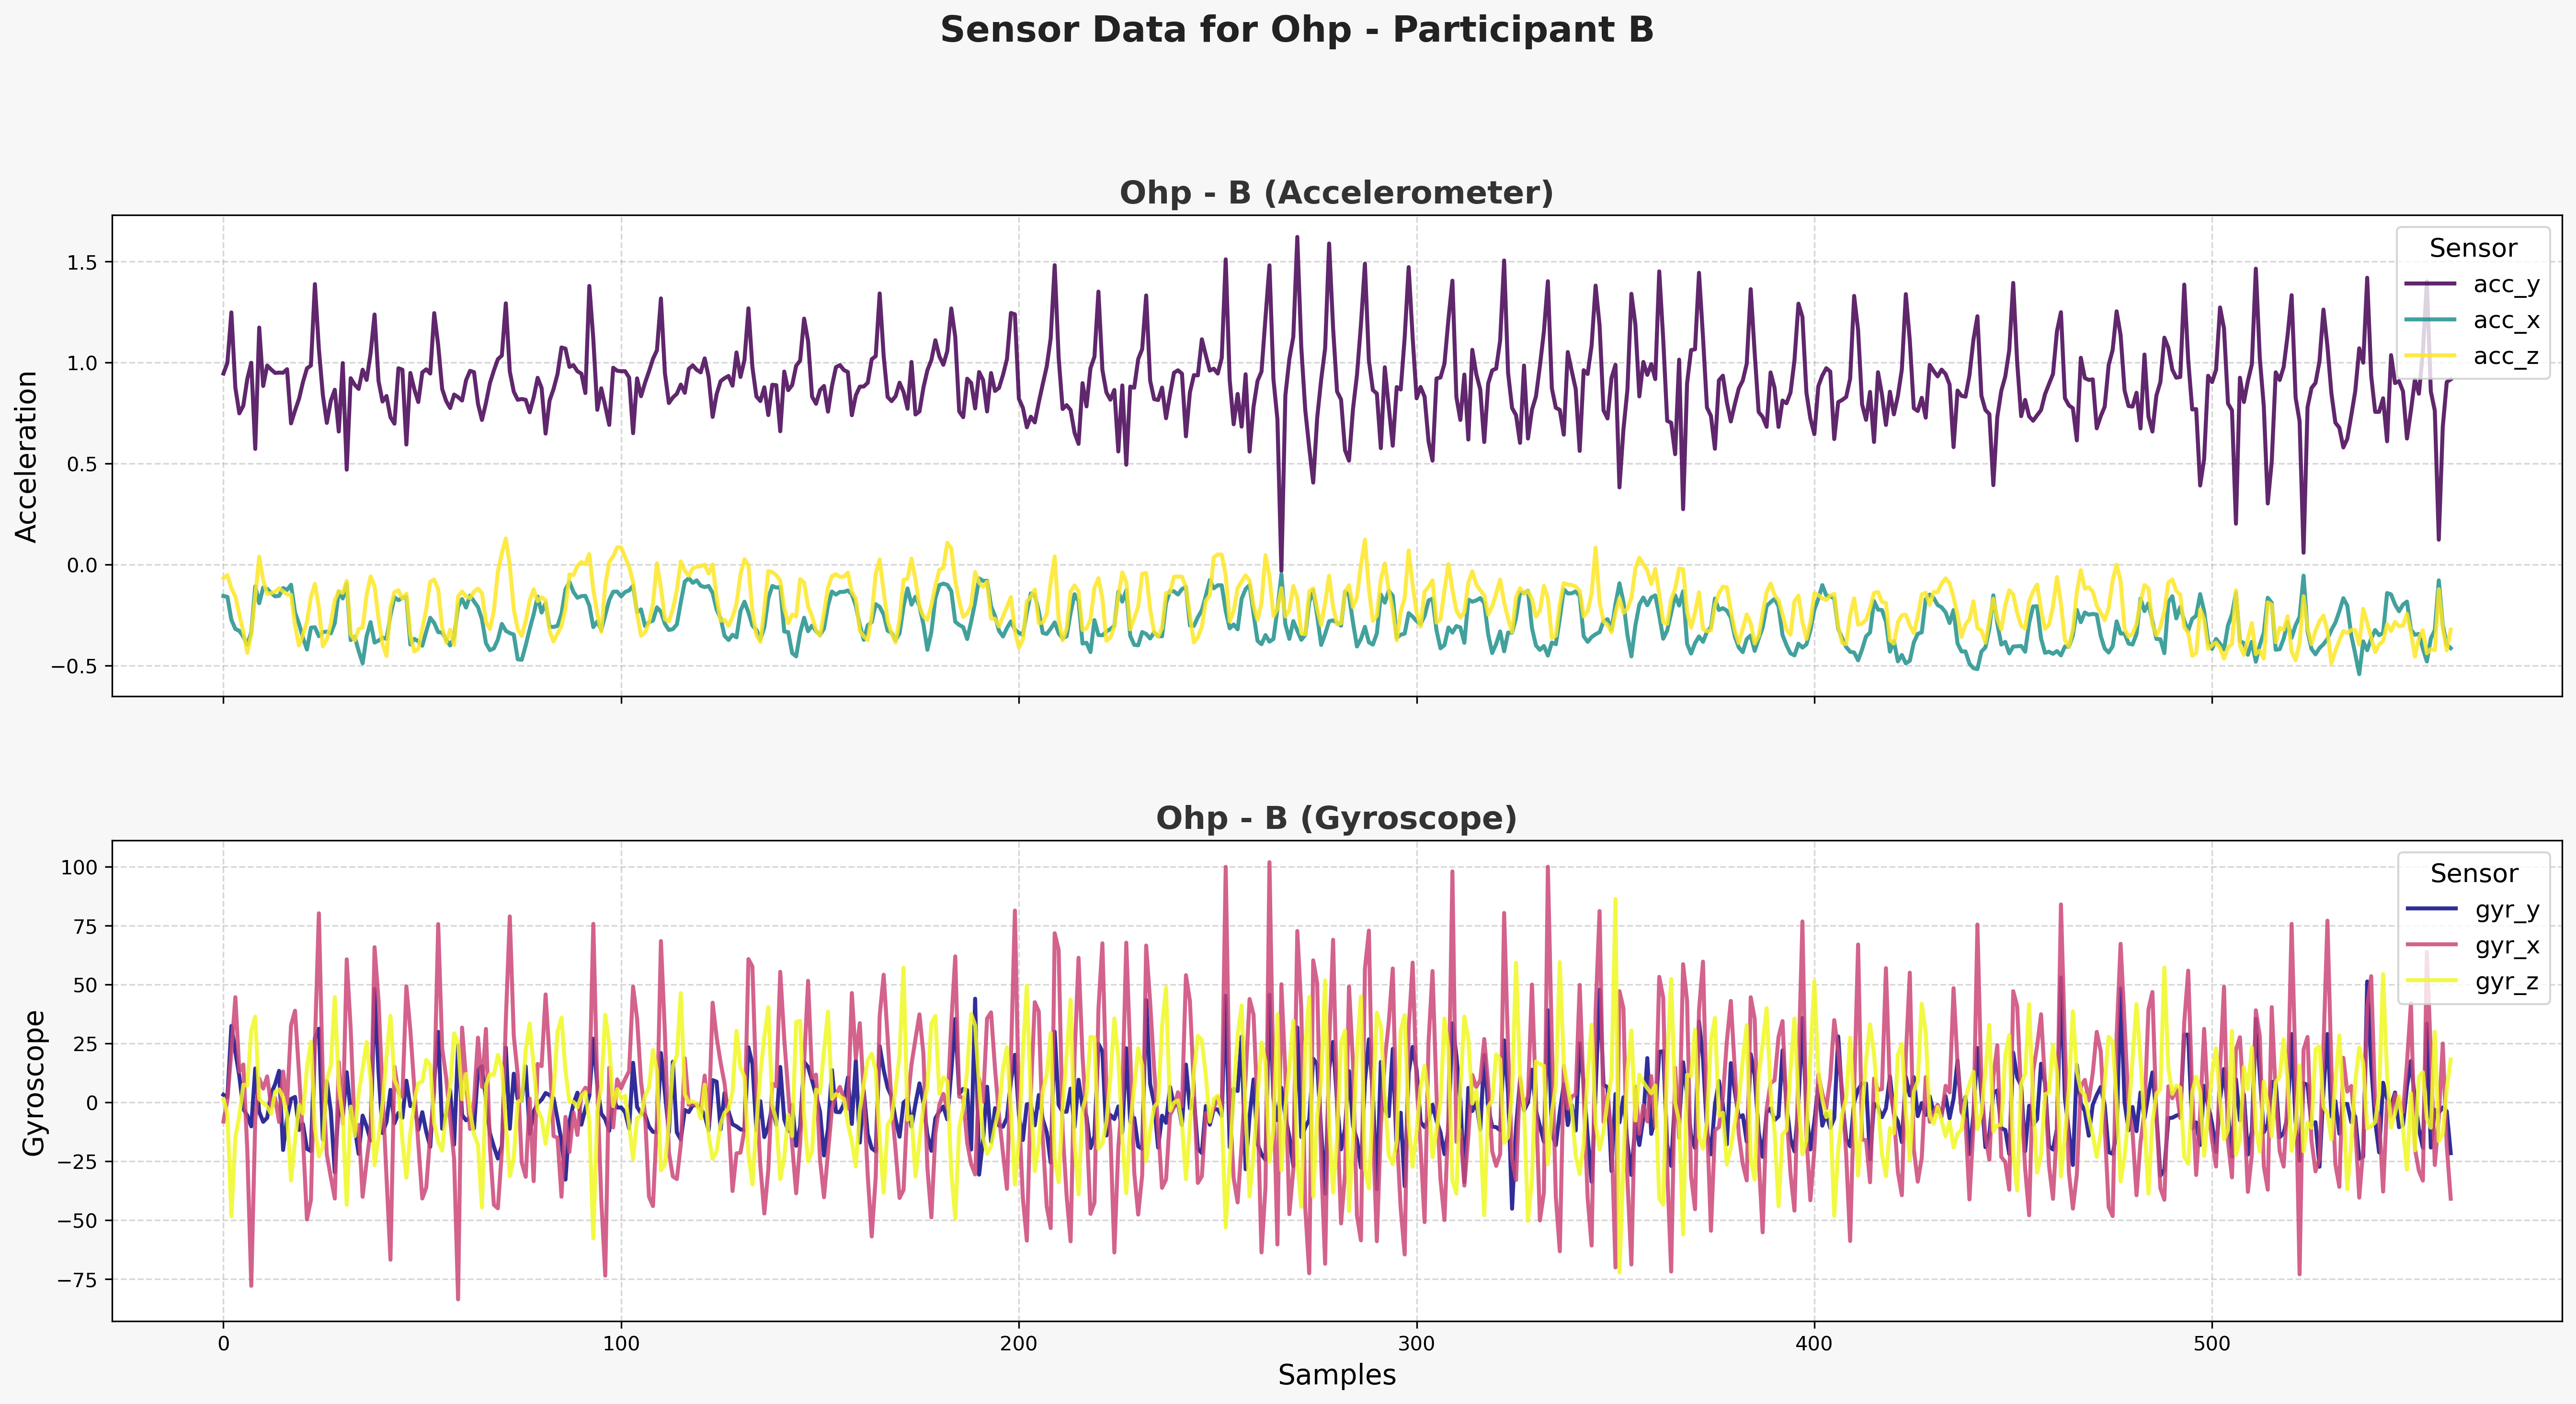 Sensor Data for Ohp - Participant B
Ohp - B (Accelerometer)
Acceleration
1.5
1.0
0.5
0.0
−0.5
Sensor
acc_y
acc_x
acc_z
Ohp - B (Gyroscope)
Gyroscope
100
75
50
25
0
−25
−50
−75
Sensor
gyr_y
gyr_x
gyr_z
0
100
200
300
400
500
Samples